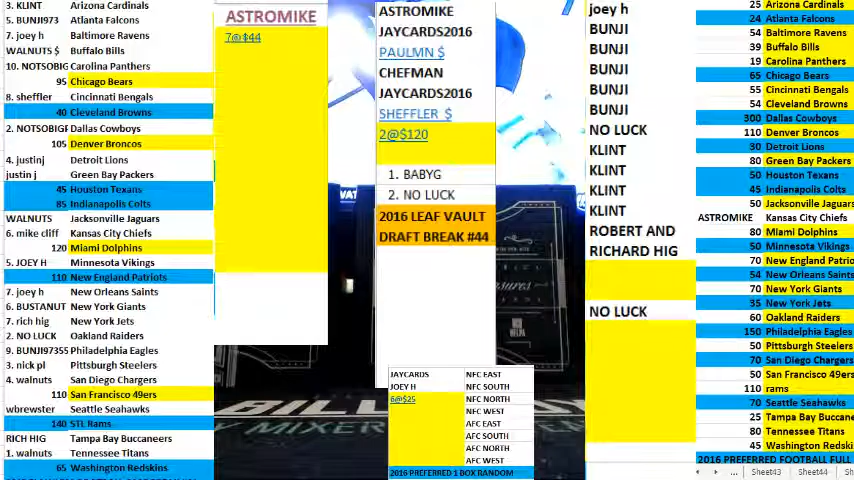 3. KLINT Arizona Cardinals
5. BUNJI973 Atlanta Falcons
7. joey h Baltimore Ravens
WALNUTS $ Buffalo Bills
10. NOTSOBIG Carolina Panthers
95 Chicago Bears
8. sheffler Cincinnati Bengals
40 Cleveland Browns
2. NOTSOBIGF Dallas Cowboys
105 Denver Broncos
4. justinj Detroit Lions
justin j Green Bay Packers
45 Houston Texans
85 Indianapolis Colts
WALNUTS Jacksonville Jaguars
6. mike cliff Kansas City Chiefs
120 Miami Dolphins
5. JOEY H Minnesota Vikings
110 New England Patriots
7. joey h New Orleans Saints
6. BUSTANUT New York Giants
7. rich hig New York Jets
2. NO LUCK Oakland Raiders
9. BUNJI97355 Philadelphia Eagles
3. nick pl Pittsburgh Steelers
4. walnuts San Diego Chargers
110 San Francisco 49ers
wbrewster Seattle Seahawks
140 STL Rams
RICH HIG Tampa Bay Buccaneers
1. walnuts Tennessee Titans
65 Washington Redskins
ASTROMIKE
7@$44
ASTROMIKE
JAYCARDS2016
PAULMN $
CHEFMAN
JAYCARDS2016
SHEFFLER $
2@$120
1. BABYG
2. NO LUCK
2016 LEAF VAULT
DRAFT BREAK #44
JAYCARDS NFC EAST
JOEY H NFC SOUTH
6@$25 NFC NORTH
NFC WEST
AFC EAST
AFC SOUTH
AFC NORTH
AFC WEST
2016 PREFERRED 1 BOX RANDOM
joey h
BUNJI
BUNJI
BUNJI
BUNJI
BUNJI
NO LUCK
KLINT
KLINT
KLINT
KLINT
ROBERT AND
RICHARD HIG
NO LUCK
25 Arizona Cardinals
24 Atlanta Falcons
54 Baltimore Ravens
39 Buffalo Bills
19 Carolina Panthers
65 Chicago Bears
55 Cincinnati Bengals
54 Cleveland Browns
300 Dallas Cowboys
110 Denver Broncos
30 Detroit Lions
80 Green Bay Packers
50 Houston Texans
45 Indianapolis Colts
50 Jacksonville Jaguars
ASTROMIKE Kansas City Chiefs
80 Miami Dolphins
50 Minnesota Vikings
70 New England Patrio
54 New Orleans Saints
70 New York Giants
35 New York Jets
60 Oakland Raiders
150 Philadelphia Eagles
50 Pittsburgh Steelers
70 San Diego Chargers
50 San Francisco 49ers
110 rams
70 Seattle Seahawks
25 Tampa Bay Buccane
80 Tennessee Titans
45 Washington Redskin
2016 PREFERRED FOOTBALL FULL
... Sheet43 Sheet44 Sh